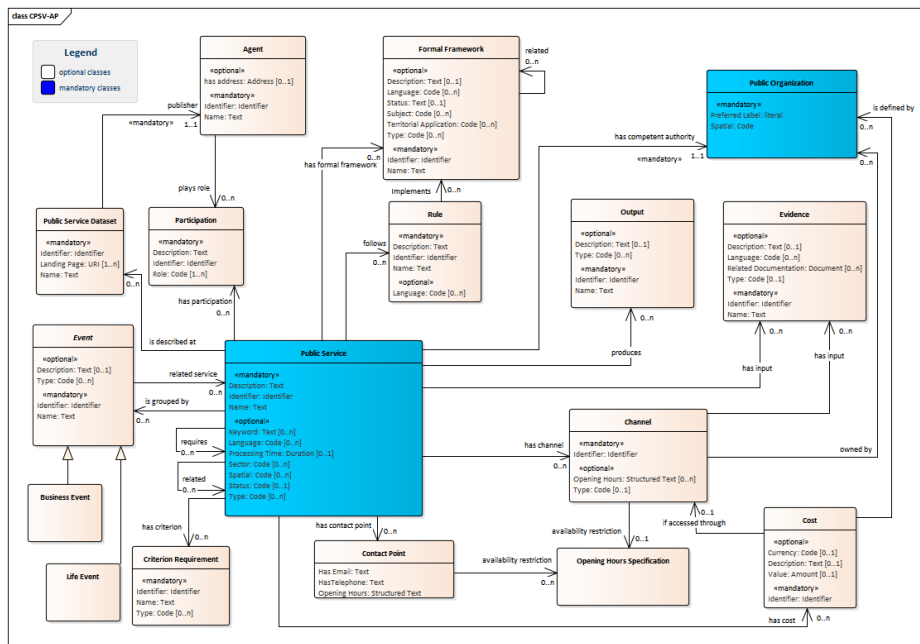 class CPSV-AP
Legend
optional classes
mandatory classes
Agent
«optional»
has address: Address [0..1]
«mandatory»
Identifier: Identifier
Name: Text
publisher
«mandatory»
1..1
plays role
0..n
Formal Framework
«optional»
Description: Text [0..1]
Language: Code [0..n]
Status: Text [0..1]
Subject: Code [0..n]
Territorial Application: Code [0..n]
Type: Code [0..n]
«mandatory»
Identifier: Identifier
Name: Text
related
0..n
has formal framework
0..n
Implements
0..n
Public Organization
«mandatory»
Preferred Label: literal
Spatial: Code
is defined by
0..n
0..n
has competent authority
1..1
«mandatory»
Public Service Dataset
«mandatory»
Identifier: Identifier
Landing Page: URI [1..n]
Name: Text
0..n
Participation
«mandatory»
Description: Text
Identifier: Identifier
Role: Code [1..n]
has participation
0..n
is described at
Rule
«mandatory»
Description: Text
Identifier: Identifier
Name: Text
«optional»
Language: Code [0..n]
follows
0..n
Output
«optional»
Description: Text [0..1]
Type: Code [0..n]
«mandatory»
Identifier: Identifier
Name: Text
0..n
produces
Evidence
«optional»
Description: Text [0..1]
Language: Code [0..n]
Related Documentation: Document [0..n]
Type: Code [0..1]
«mandatory»
Identifier: Identifier
Name: Text
0..n
0..n
has input
has input
Event
«optional»
Description: Text [0..1]
Type: Code [0..n]
«mandatory»
Identifier: Identifier
Name: Text
related service
0..n
is grouped by
0..n
Public Service
«mandatory»
Description: Text
Identifier: Identifier
Name: Text
«optional»
Keyword: Text [0..n]
Language: Code [0..n]
Processing Time: Duration [0..1]
Sector: Code [0..n]
Spatial: Code [0..n]
Status: Code [0..1]
Type: Code [0..n]
requires
0..n
related
0..n
has channel
0..n
Channel
«mandatory»
Identifier: Identifier
«optional»
Opening Hours: Structured Text [0..n]
Type: Code [0..1]
owned by
0..1
if accessed through
availability restriction
0..1
Business Event
Life Event
has criterion
0..n
Criterion Requirement
«mandatory»
Identifier: Identifier
Name: Text
Type: Code [0..n]
has contact point
0..n
Contact Point
Has Email: Text
HasTelephone: Text
Opening Hours: Structured Text
availability restriction
0..n
Opening Hours Specification
Cost
«optional»
Currency: Code [0..1]
Description: Text [0..1]
Value: Amount [0..1]
«mandatory»
Identifier: Identifier
has cost
0..n